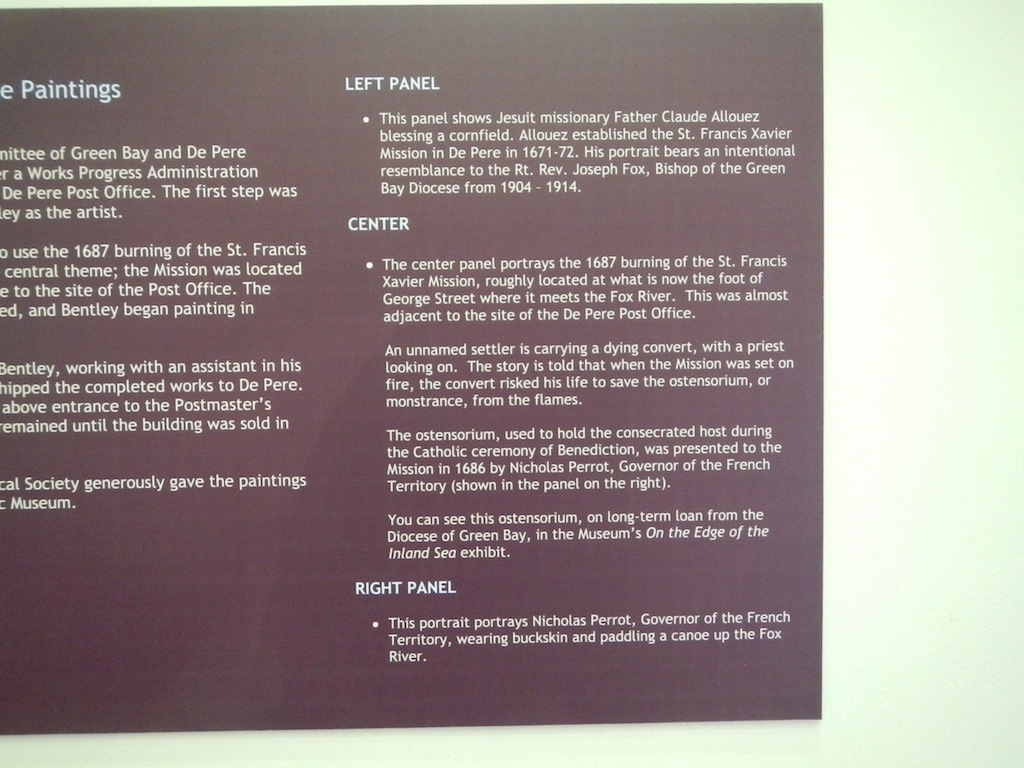 e Paintings
mittee of Green Bay and De Pere
er a Works Progress Administration
De Pere Post Office. The first step was
ley as the artist.
o use the 1687 burning of the St. Francis
central theme; the Mission was located
e to the site of the Post Office. The
ed, and Bentley began painting in
Bentley, working with an assistant in his
hipped the completed works to De Pere.
above entrance to the Postmaster's
remained until the building was sold in
cal Society generously gave the paintings
c Museum.
LEFT PANEL
• This panel shows Jesuit missionary Father Claude Allouez
blessing a cornfield. Allouez established the St. Francis Xavier
Mission in De Pere in 1671-72. His portrait bears an intentional
resemblance to the Rt. Rev. Joseph Fox, Bishop of the Green
Bay Diocese from 1904 - 1914.
CENTER
• The center panel portrays the 1687 burning of the St. Francis
Xavier Mission, roughly located at what is now the foot of
George Street where it meets the Fox River. This was almost
adjacent to the site of the De Pere Post Office.
An unnamed settler is carrying a dying convert, with a priest
looking on. The story is told that when the Mission was set on
fire, the convert risked his life to save the ostensorium, or
monstrance, from the flames.
The ostensorium, used to hold the consecrated host during
the Catholic ceremony of Benediction, was presented to the
Mission in 1686 by Nicholas Perrot, Governor of the French
Territory (shown in the panel on the right).
You can see this ostensorium, on long-term loan from the
Diocese of Green Bay, in the Museum's On the Edge of the
Inland Sea exhibit.
RIGHT PANEL
• This portrait portrays Nicholas Perrot, Governor of the French
Territory, wearing buckskin and paddling a canoe up the Fox
River.